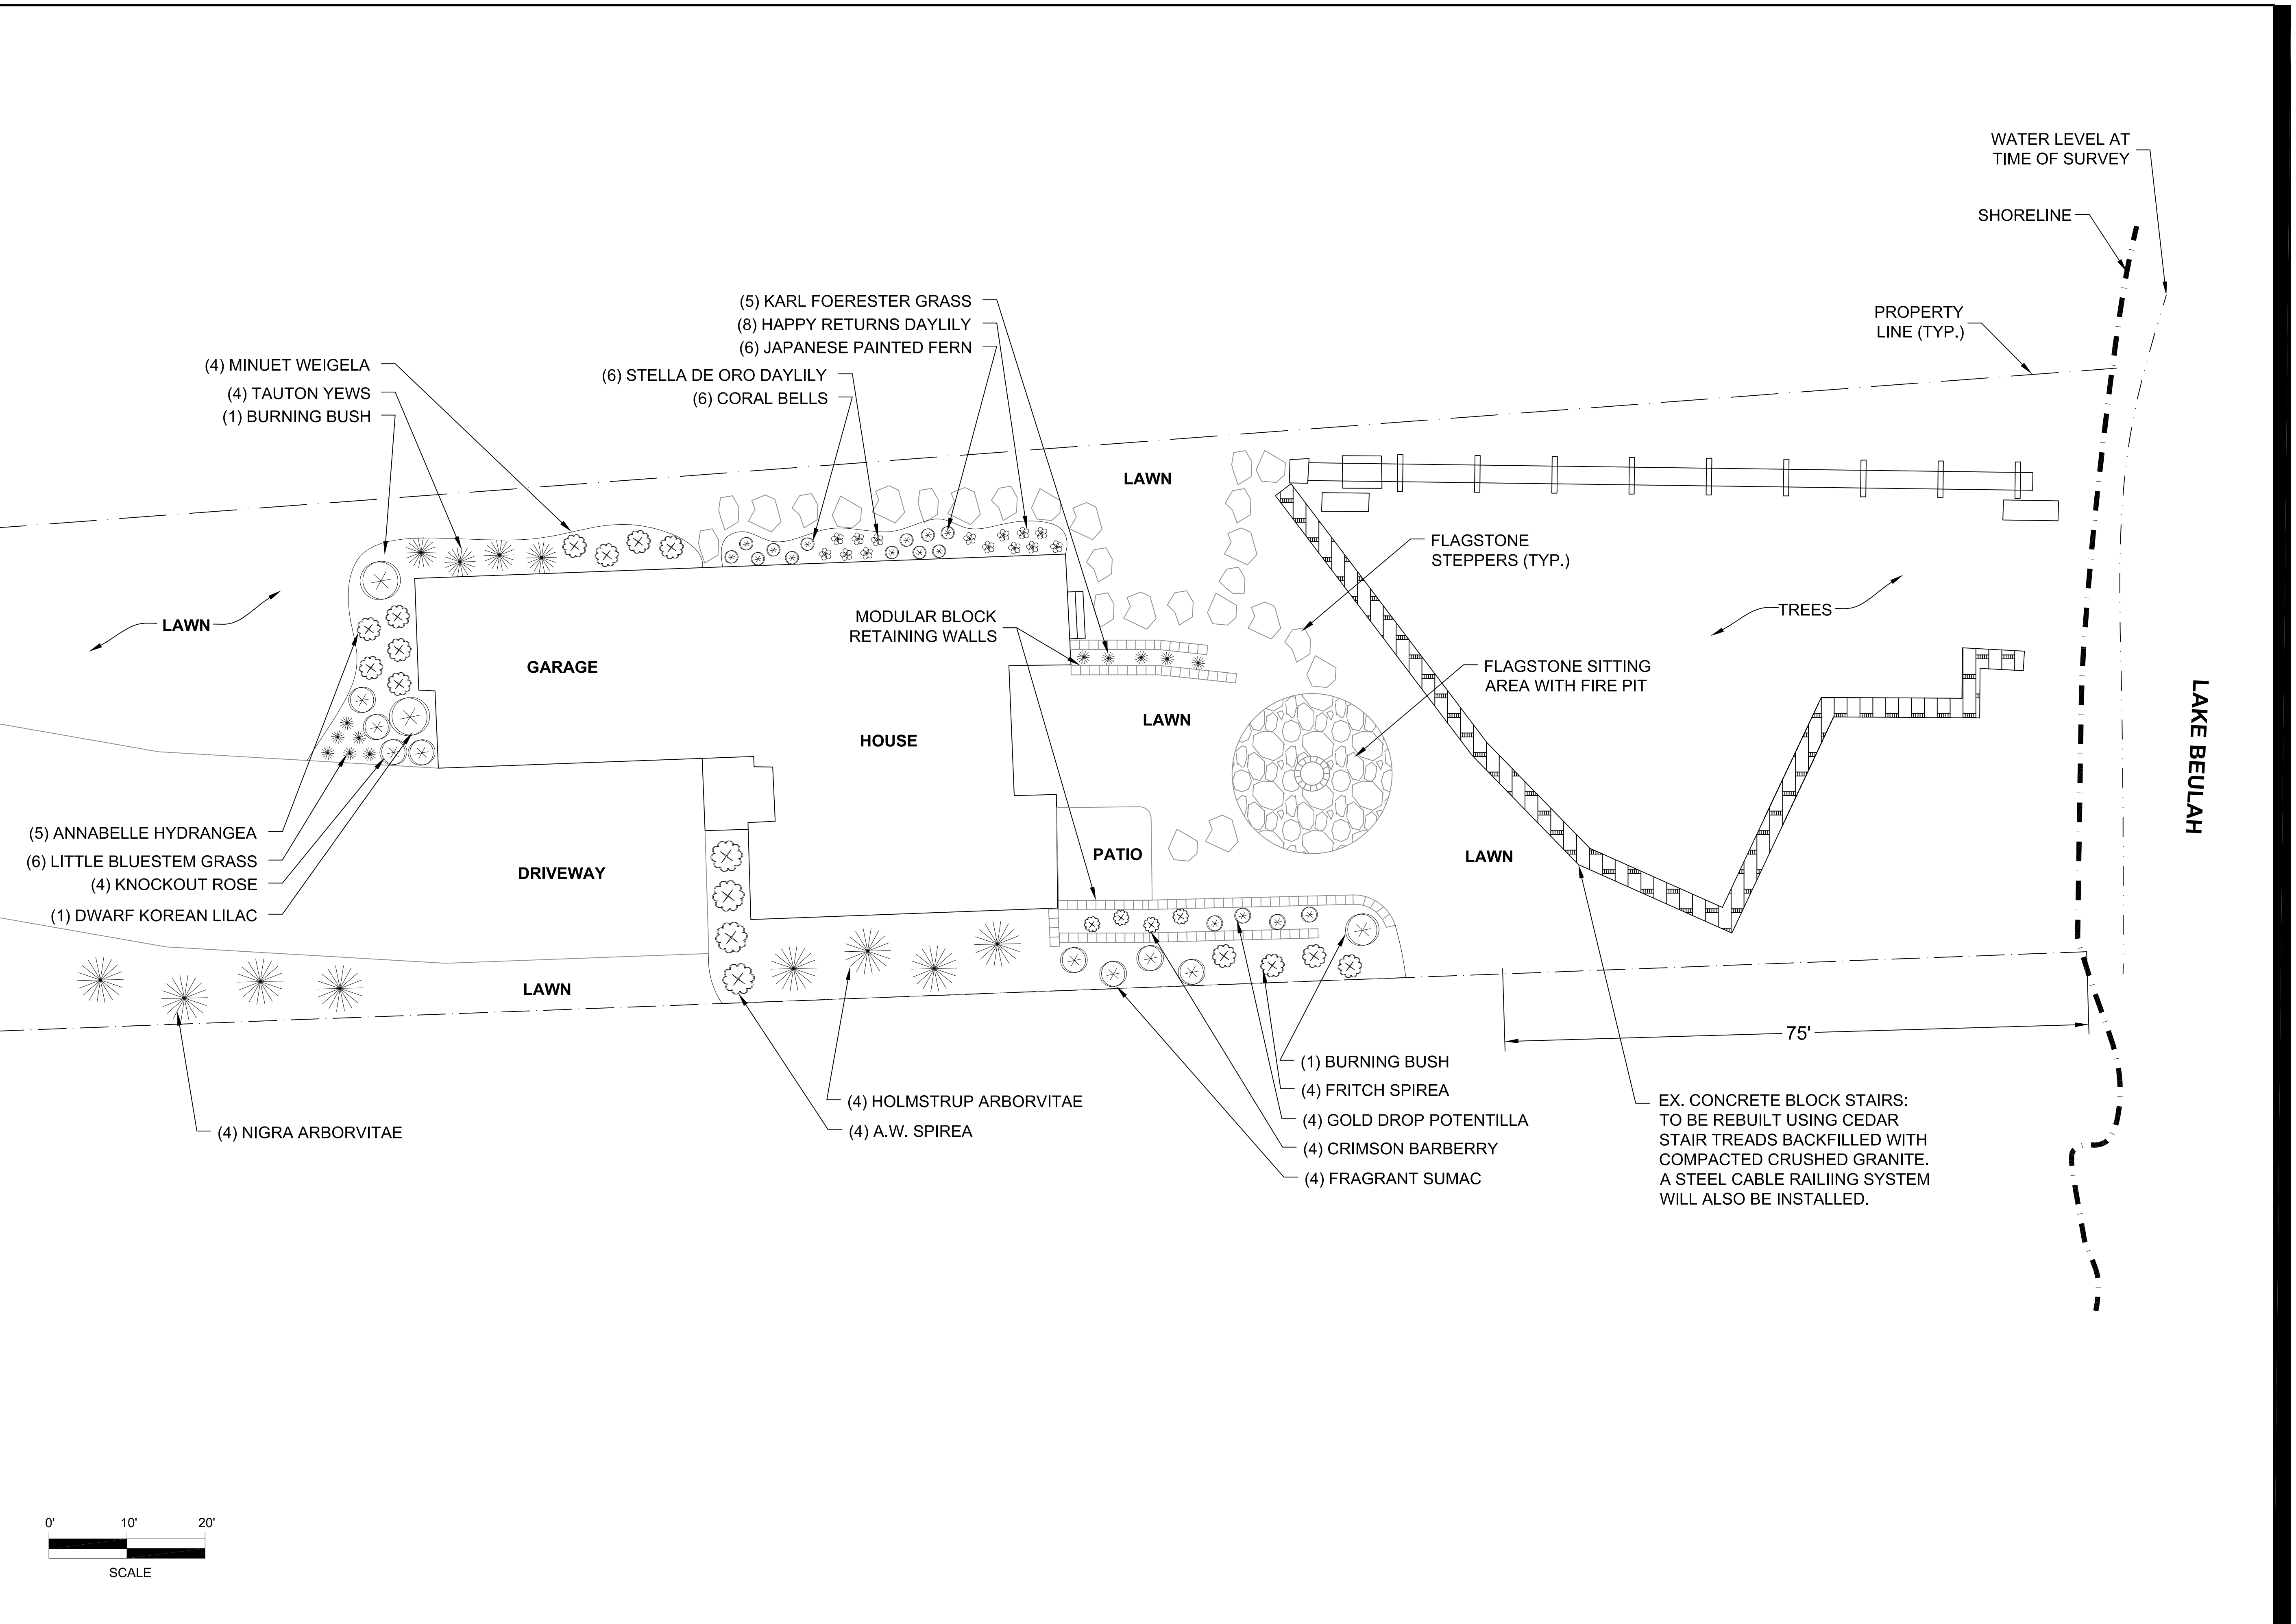 WATER LEVEL AT
TIME OF SURVEY
SHORELINE
PROPERTY
LINE (TYP.)
(5) KARL FOERESTER GRASS
(8) HAPPY RETURNS DAYLILY
(6) JAPANESE PAINTED FERN
(6) STELLA DE ORO DAYLILY
(6) CORAL BELLS
(4) MINUET WEIGELA
(4) TAUTON YEWS
(1) BURNING BUSH
LAWN
FLAGSTONE
STEPPERS (TYP.)
TREES
LAWN
MODULAR BLOCK
RETAINING WALLS
GARAGE
FLAGSTONE SITTING
AREA WITH FIRE PIT
LAWN
HOUSE
LAKE BEULAH
(5) ANNABELLE HYDRANGEA
(6) LITTLE BLUESTEM GRASS
(4) KNOCKOUT ROSE
(1) DWARF KOREAN LILAC
DRIVEWAY
PATIO
LAWN
LAWN
75'
(1) BURNING BUSH
(4) FRITCH SPIREA
(4) GOLD DROP POTENTILLA
(4) CRIMSON BARBERRY
(4) FRAGRANT SUMAC
(4) HOLMSTRUP ARBORVITAE
(4) A.W. SPIREA
(4) NIGRA ARBORVITAE
EX. CONCRETE BLOCK STAIRS:
TO BE REBUILT USING CEDAR
STAIR TREADS BACKFILLED WITH
COMPACTED CRUSHED GRANITE.
A STEEL CABLE RAILIING SYSTEM
WILL ALSO BE INSTALLED.
0' 10' 20'
SCALE